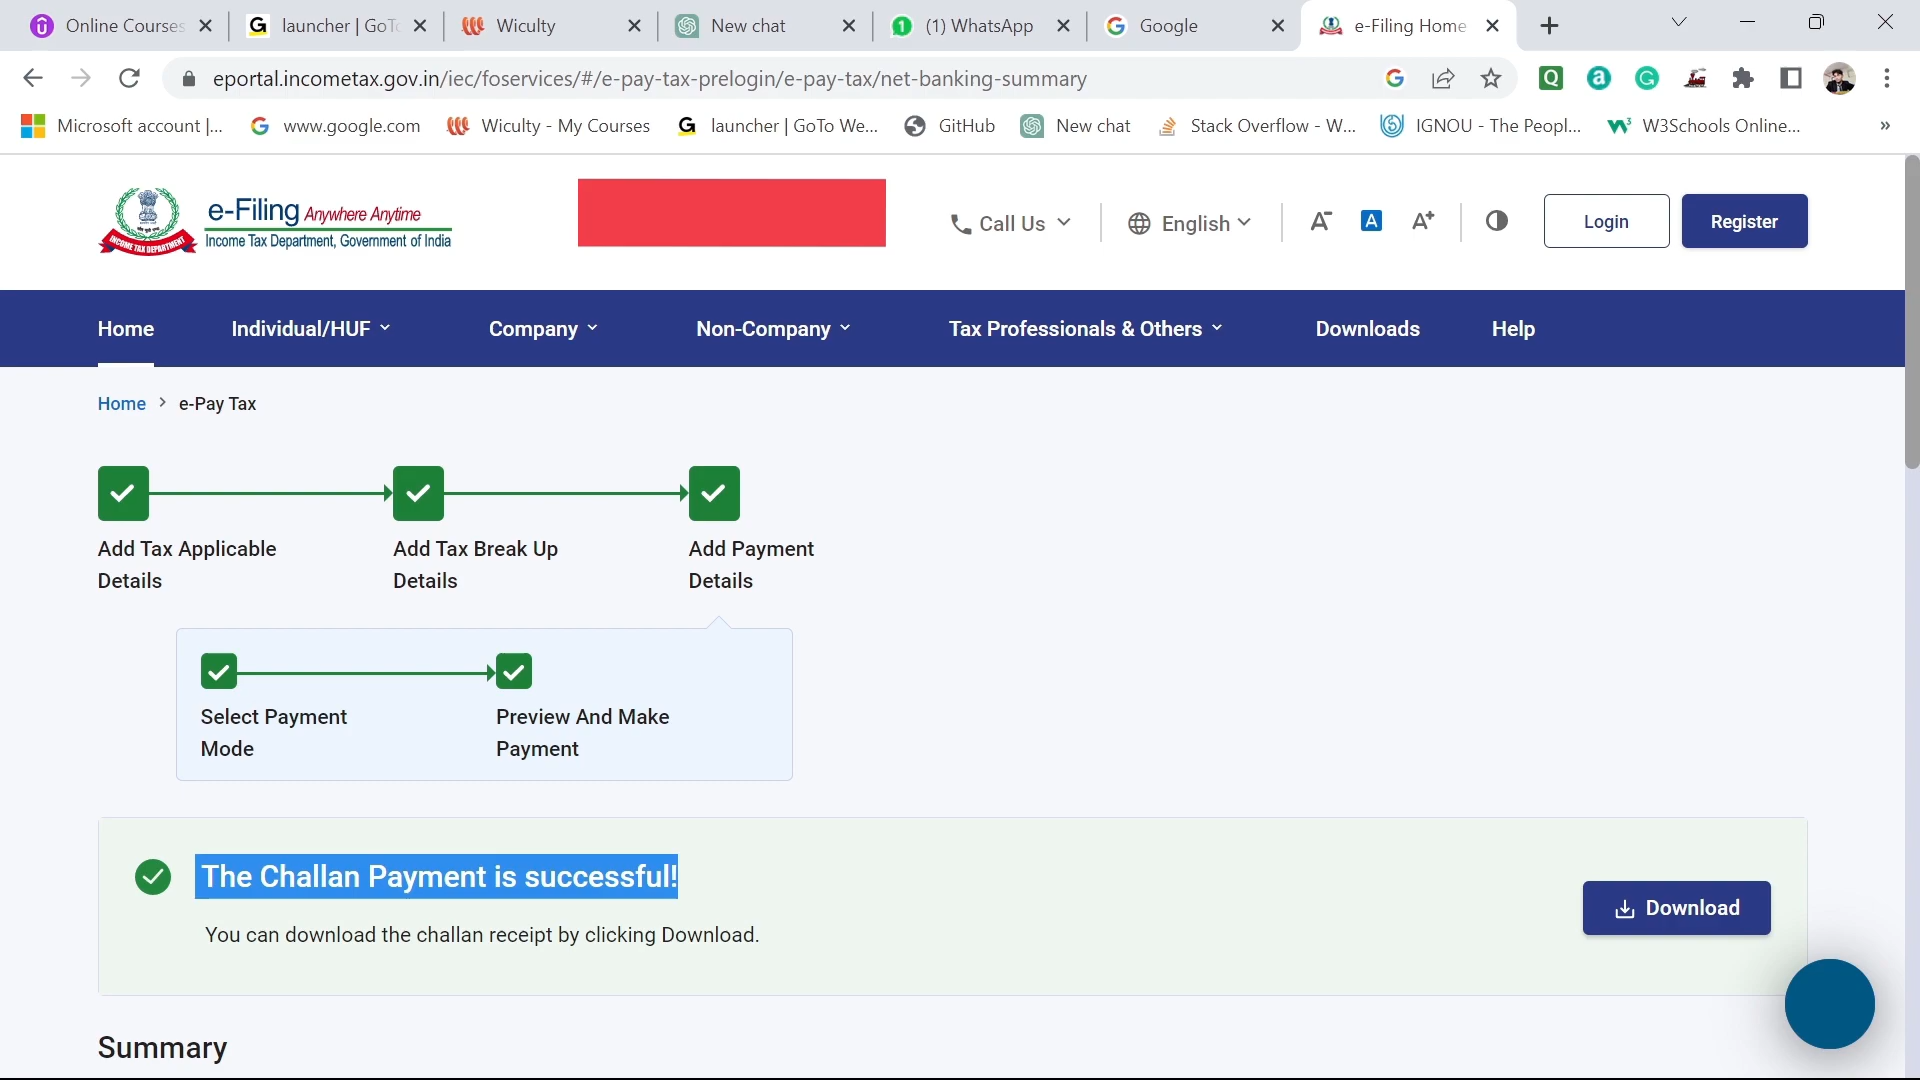 Online Courses
launcher | GoTo
Wiculty
New chat
(1) WhatsApp
Google
e-Filing Home
eportal.incometax.gov.in/iec/foservices/#/e-pay-tax-prelogin/e-pay-tax/net-banking-summary
Microsoft account |...
www.google.com
Wiculty - My Courses
launcher | GoTo We...
GitHub
New chat
Stack Overflow - W...
IGNOU - The Peopl...
W3Schools Online...
»
INCOME TAX DEPARTMENT
e-Filing Anywhere Anytime
Income Tax Department, Government of India
Call Us
English
A-
A
A+
Login
Register
Home
Individual/HUF
Company
Non-Company
Tax Professionals & Others
Downloads
Help
Home > e-Pay Tax
Add Tax Applicable
Details
Add Tax Break Up
Details
Add Payment
Details
Select Payment
Mode
Preview And Make
Payment
The Challan Payment is successful!
You can download the challan receipt by clicking Download.
Download
Summary